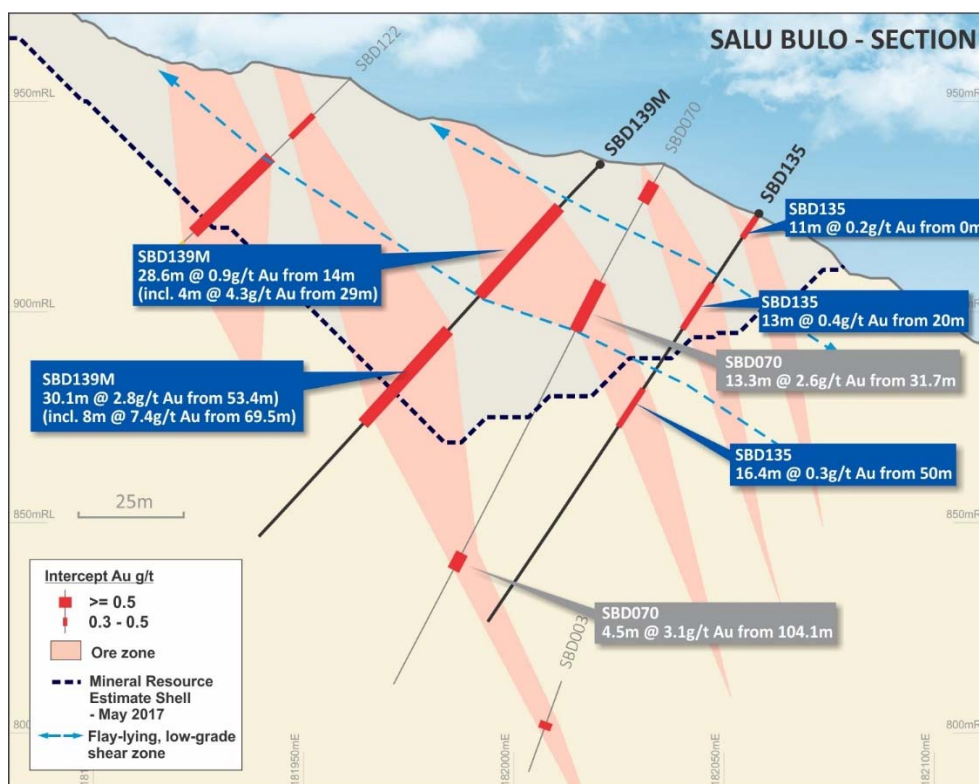 SALU BULO - SECTION
SBD122
SBD139M
SBD070
SBD135
950mRL
950mRL
SBD135
11m @ 0.2g/t Au from 0m
SBD139M
28.6m @ 0.9g/t Au from 14m
(incl. 4m @ 4.3g/t Au from 29m)
SBD135
13m @ 0.4g/t Au from 20m
900mRL
SBD070
13.3m @ 2.6g/t Au from 31.7m
SBD139M
30.1m @ 2.8g/t Au from 53.4m)
(incl. 8m @ 7.4g/t Au from 69.5m)
SBD135
16.4m @ 0.3g/t Au from 50m
25m
850mRL
850mRL
SBD070
4.5m @ 3.1g/t Au from 104.1m
SBD003
Intercept Au g/t
>= 0.5
0.3 - 0.5
Ore zone
Mineral Resource
Estimate Shell
- May 2017
Flay-lying, low-grade
shear zone
800mRL
181950mE
182000mE
182050mE
182100mE